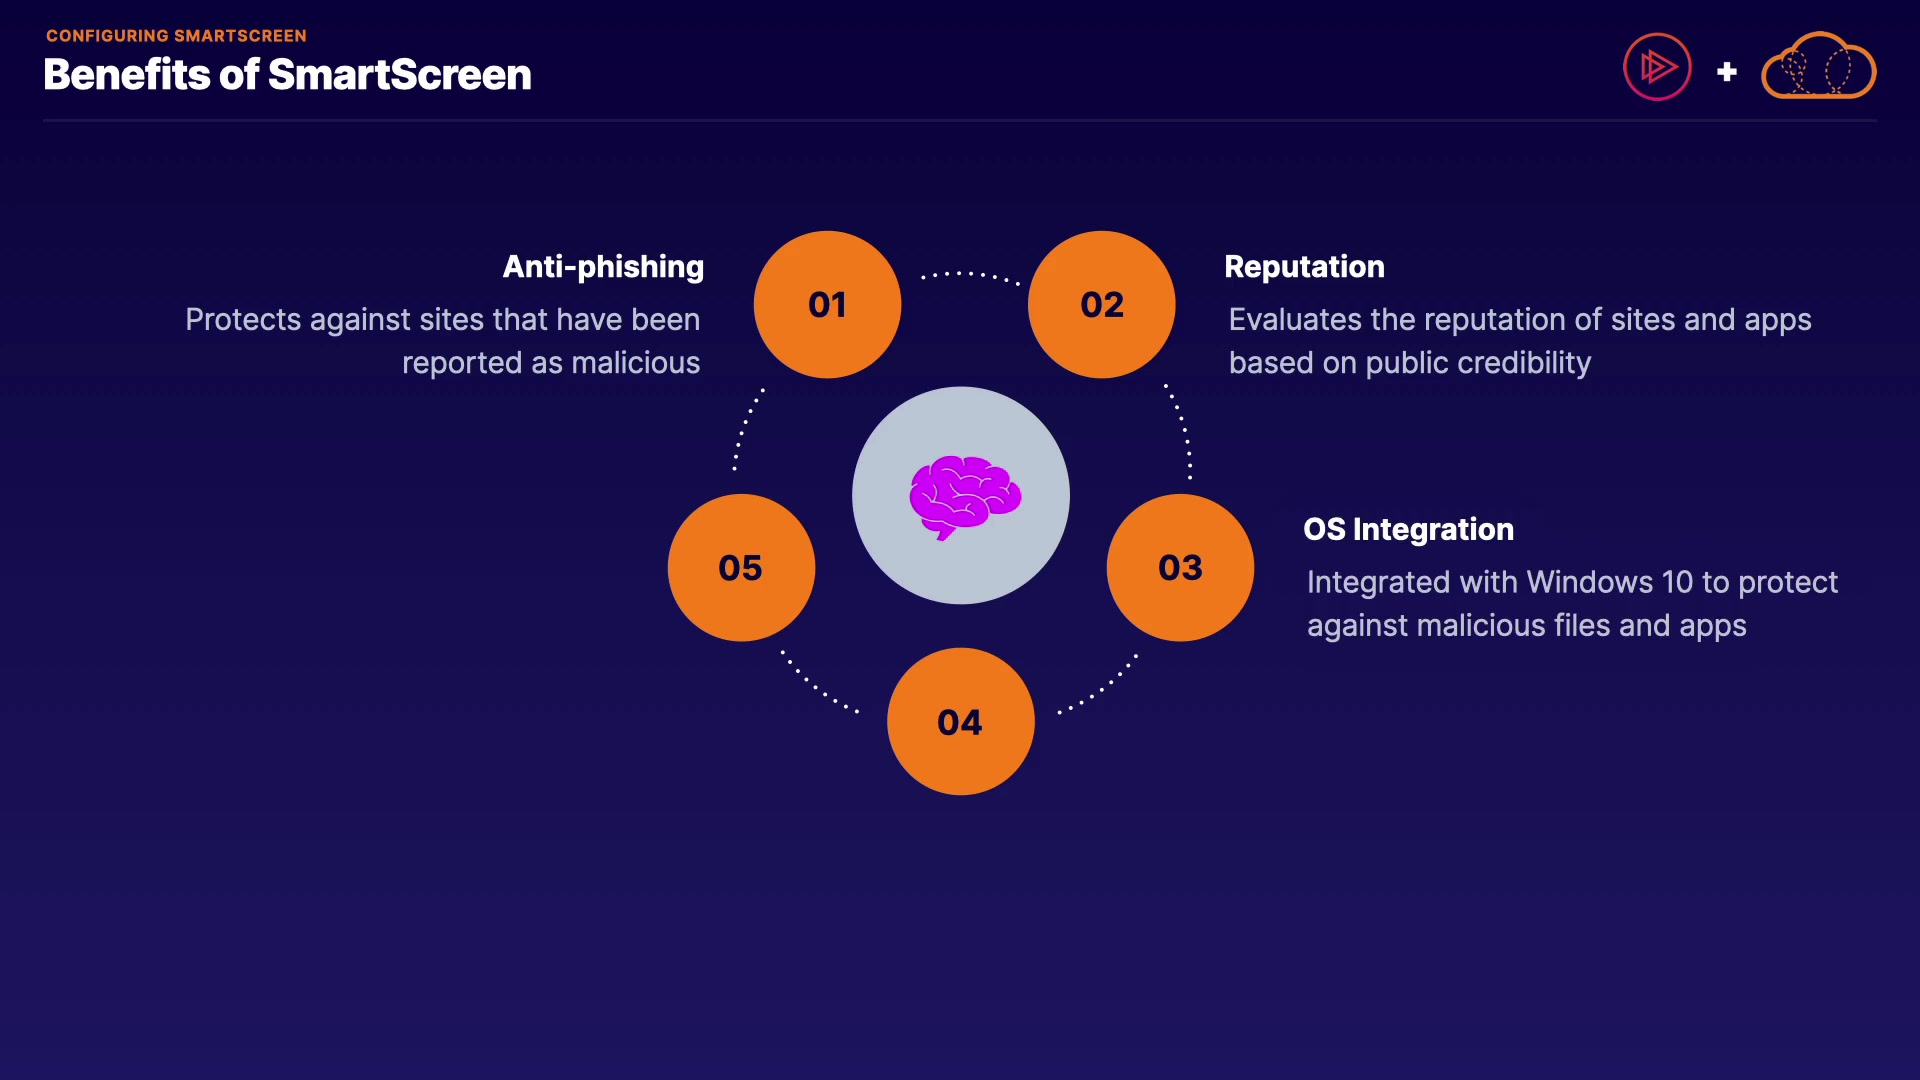 CONFIGURING SMARTSCREEN
Benefits of SmartScreen
Anti-phishing
Protects against sites that have been
reported as malicious
01
02
Reputation
Evaluates the reputation of sites and apps
based on public credibility
05
03
OS Integration
Integrated with Windows 10 to protect
against malicious files and apps
04